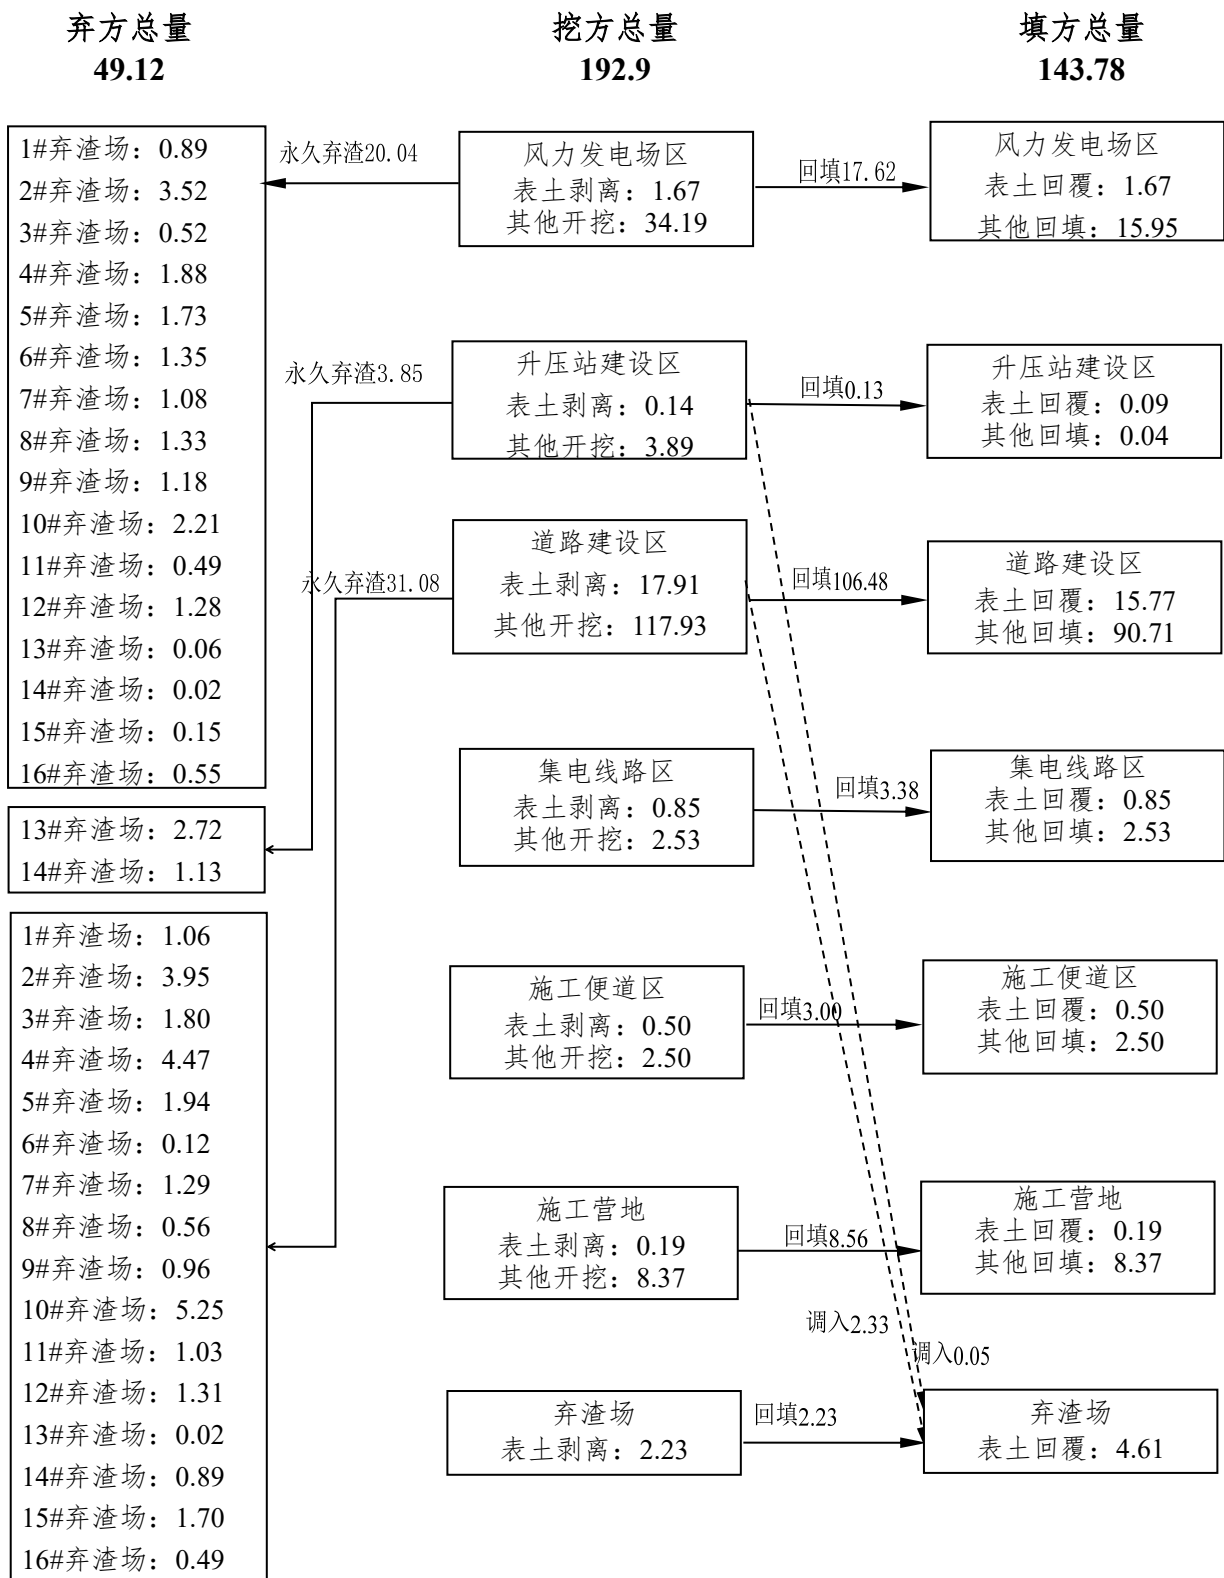 弃方总量
49.12
挖方总量
192.9
填方总量
143.78
1#弃渣场：0.89
2#弃渣场：3.52
3#弃渣场：0.52
4#弃渣场：1.88
5#弃渣场：1.73
6#弃渣场：1.35
7#弃渣场：1.08
8#弃渣场：1.33
9#弃渣场：1.18
10#弃渣场：2.21
11#弃渣场：0.49
12#弃渣场：1.28
13#弃渣场：0.06
14#弃渣场：0.02
15#弃渣场：0.15
16#弃渣场：0.55
13#弃渣场：2.72
14#弃渣场：1.13
1#弃渣场：1.06
2#弃渣场：3.95
3#弃渣场：1.80
4#弃渣场：4.47
5#弃渣场：1.94
6#弃渣场：0.12
7#弃渣场：1.29
8#弃渣场：0.56
9#弃渣场：0.96
10#弃渣场：5.25
11#弃渣场：1.03
12#弃渣场：1.31
13#弃渣场：0.02
14#弃渣场：0.89
15#弃渣场：1.70
16#弃渣场：0.49
永久弃渣20.04
永久弃渣3.85
永久弃渣31.08
风力发电场区
表土剥离：1.67
其他开挖：34.19
升压站建设区
表土剥离：0.14
其他开挖：3.89
道路建设区
表土剥离：17.91
其他开挖：117.93
集电线路区
表土剥离：0.85
其他开挖：2.53
施工便道区
表土剥离：0.50
其他开挖：2.50
施工营地
表土剥离：0.19
其他开挖：8.37
弃渣场
表土剥离：2.23
回填17.62
回填0.13
回填106.48
回填3.38
回填3.00
回填8.56
调入2.33
调入0.05
回填2.23
风力发电场区
表土回覆：1.67
其他回填：15.95
升压站建设区
表土回覆：0.09
其他回填：0.04
道路建设区
表土回覆：15.77
其他回填：90.71
集电线路区
表土回覆：0.85
其他回填：2.53
施工便道区
表土回覆：0.50
其他回填：2.50
施工营地
表土回覆：0.19
其他回填：8.37
弃渣场
表土回覆：4.61